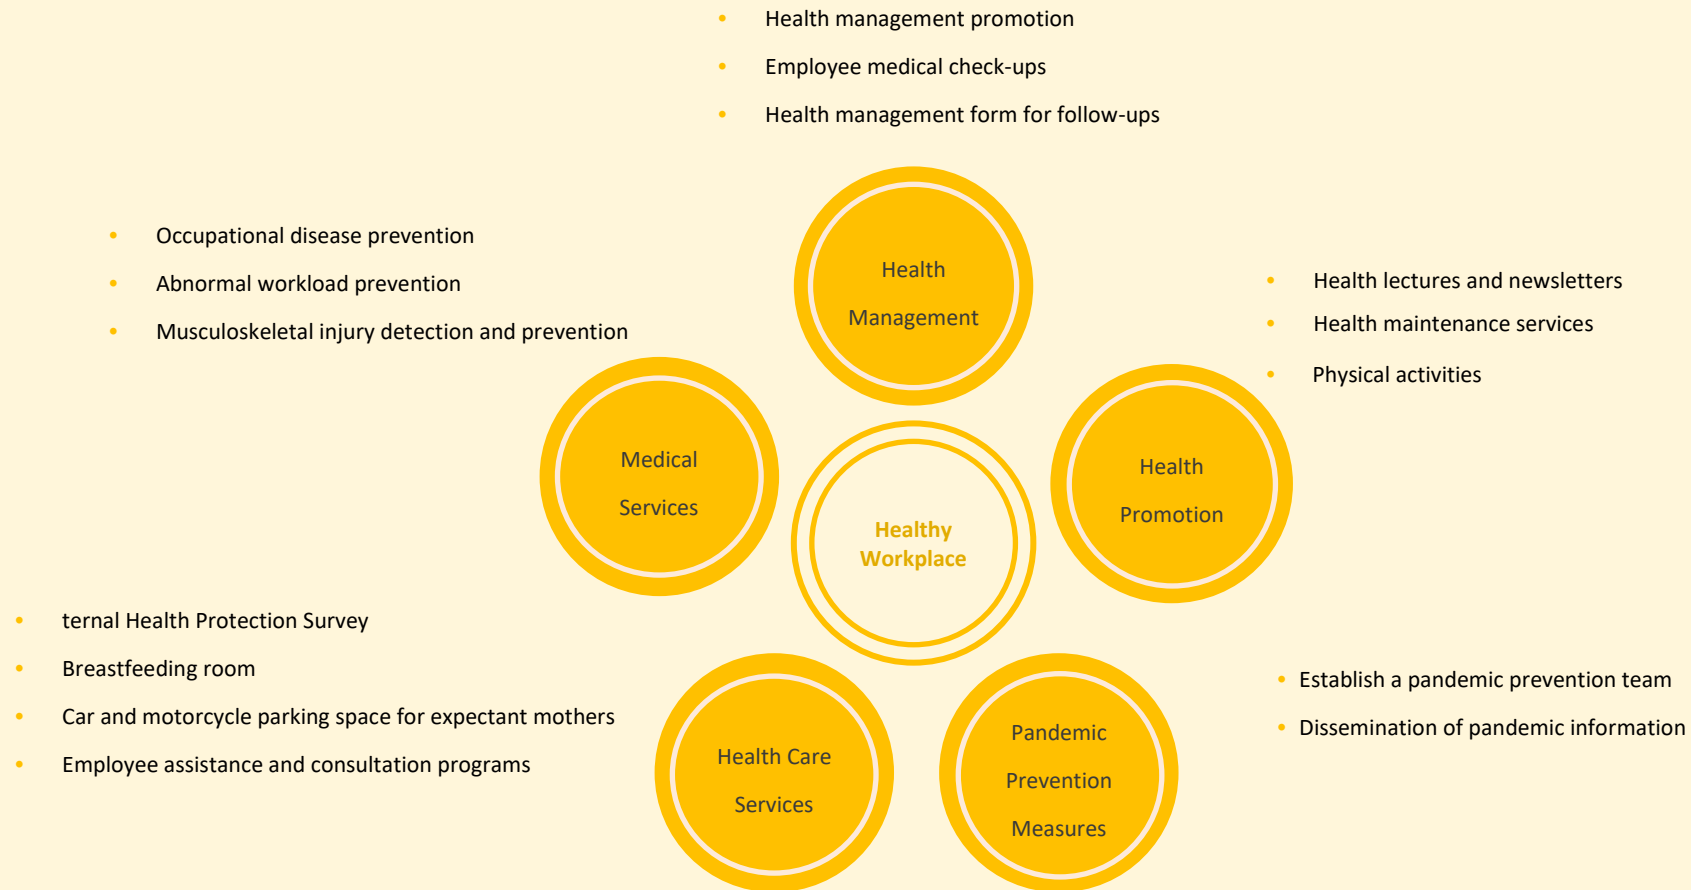 • Health management promotion
• Employee medical check-ups
• Health management form for follow-ups
• Occupational disease prevention
• Abnormal workload prevention
• Musculoskeletal injury detection and prevention
Health
Management
• Health lectures and newsletters
• Health maintenance services
• Physical activities
Medical
Services
Health
Promotion
Healthy
Workplace
• ternal Health Protection Survey
• Breastfeeding room
• Car and motorcycle parking space for expectant mothers
• Employee assistance and consultation programs
Health Care
Services
Pandemic
Prevention
Measures
• Establish a pandemic prevention team
• Dissemination of pandemic information